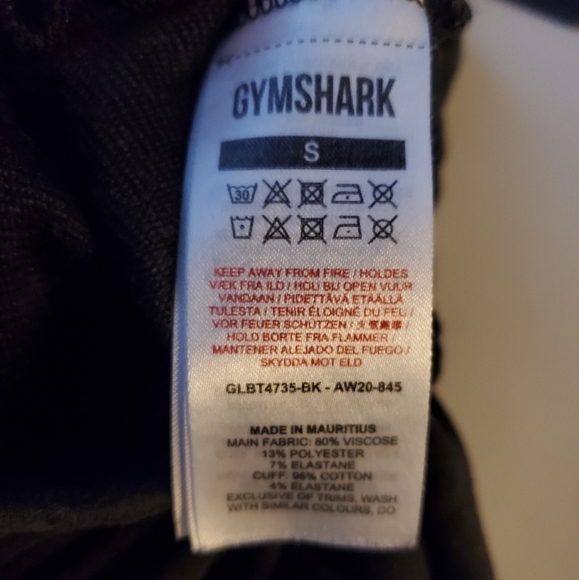 GYMSHARK
S
30
KEEP AWAY FROM FIRE / HOLDES
VÆK FRA ILD / HOU BIJ OPEN VUUR
VANDAAN / PIDETTÄVÄ ETÄÄLLÄ
TULESTA / TENIR ÉLOIGNÉ DU FEU /
VOR FEUER SCHÜTZEN /
HOLD BORTE FRA FLAMMER /
MANTENER ALEJADO DEL FUEGO /
SKYDDA MOT ELD
GLBT4735-BK - AW20-845
MADE IN MAURITIUS
MAIN FABRIC: 80% VISCOSE
13% POLYESTER
7% ELASTANE
CUFF: 96% COTTON
4% ELASTANE
EXCLUSIVE OF TRIMS. WASH
WITH SIMILAR COLOURS, DO